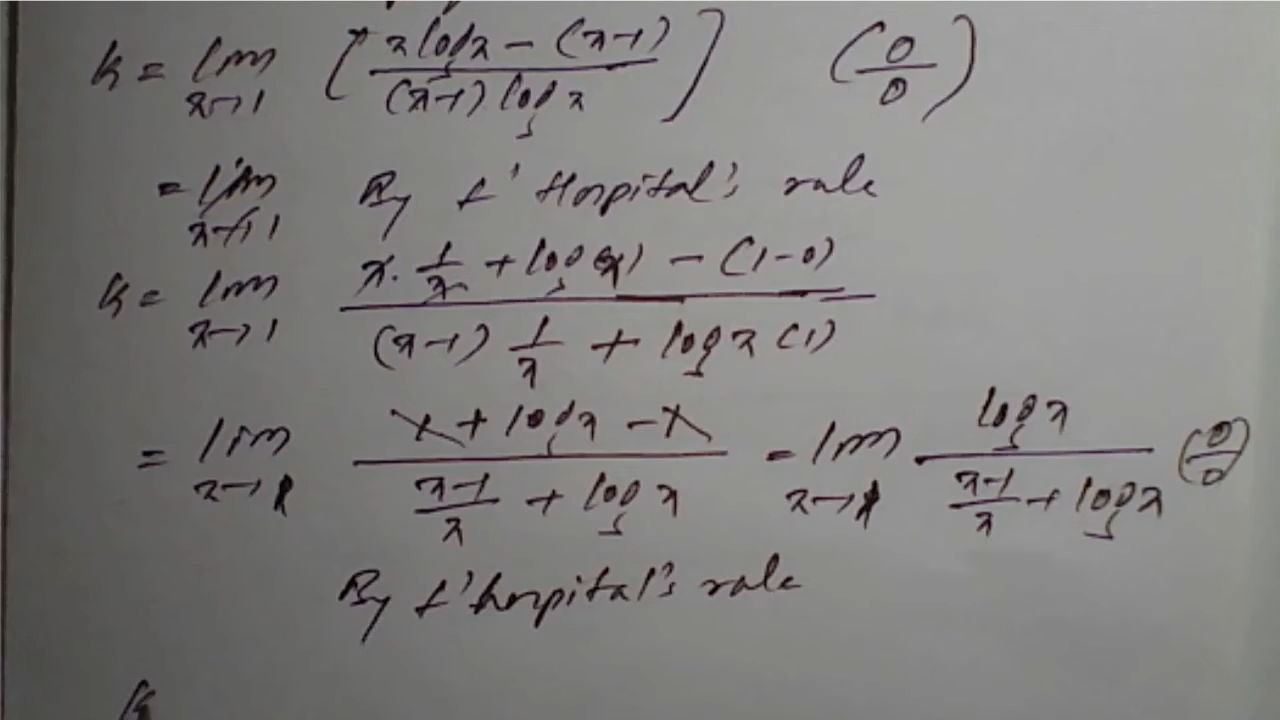 k = lim x→1 [ (x log x - (x-1)) / ((x-1) log x) ] (0/0)
= lim x→1 By L' Hospital's rule
k = lim x→1 (x. 1/x + log(x) - (1-0)) / ((x-1) 1/x + log x (1))
= lim x→1 (1 + log x - 1) / ((x-1)/x + log x) = lim x→1 log x / ((x-1)/x + log x) (0/0)
By L'hospital's rule
k